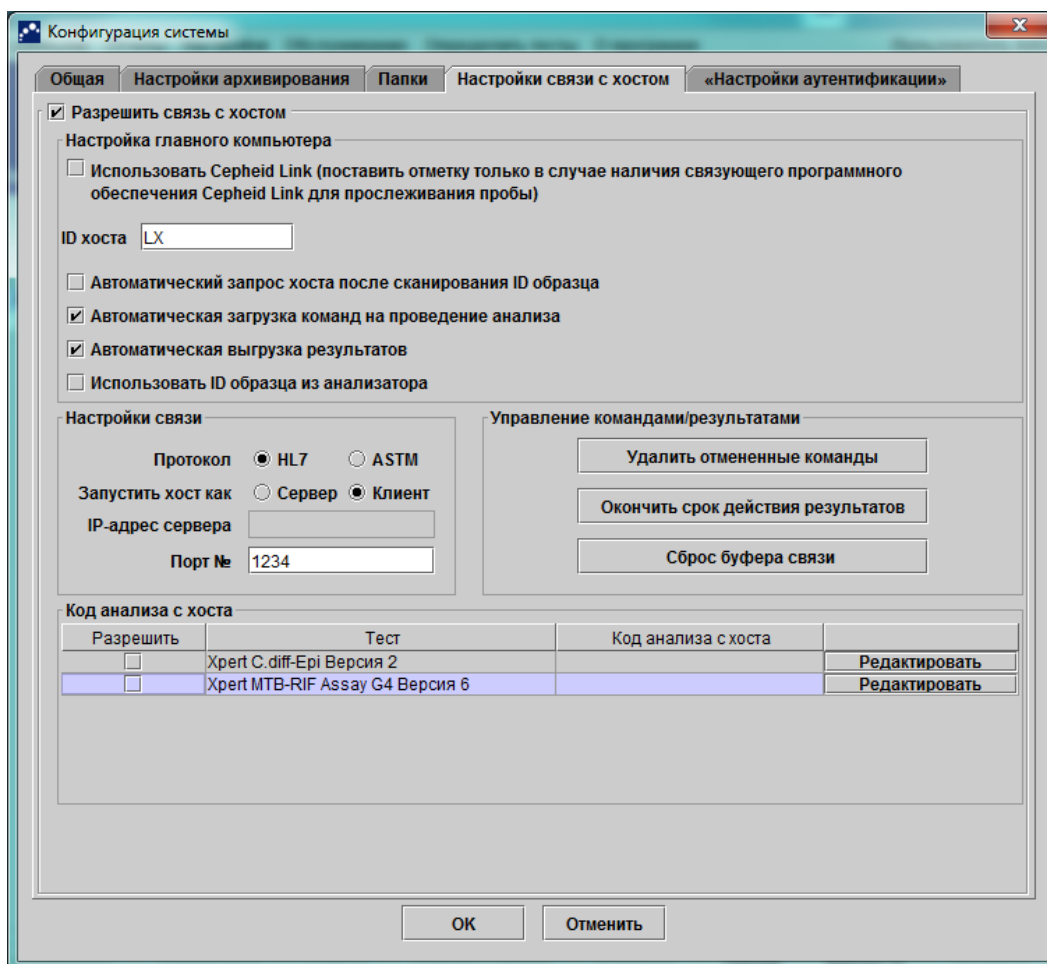 Конфигурация системы
Общая
Настройки архивирования
Папки
Настройки связи с хостом
«Настройки аутентификации»
Разрешить связь с хостом
Настройка главного компьютера
Использовать Cepheid Link (поставить отметку только в случае наличия связующего программного
обеспечения Cepheid Link для прослеживания пробы)
ID хоста LX
Автоматический запрос хоста после сканирования ID образца
Автоматическая загрузка команд на проведение анализа
Автоматическая выгрузка результатов
Использовать ID образца из анализатора
Настройки связи
Протокол HL7 ASTM
Запустить хост как Сервер Клиент
IP-адрес сервера
Порт № 1234
Управление командами/результатами
Удалить отмененные команды
Окончить срок действия результатов
Сброс буфера связи
Код анализа с хоста
Разрешить Тест Код анализа с хоста
Xpert C.diff-Epi Версия 2 Редактировать
Xpert MTB-RIF Assay G4 Версия 6 Редактировать
OK Отменить